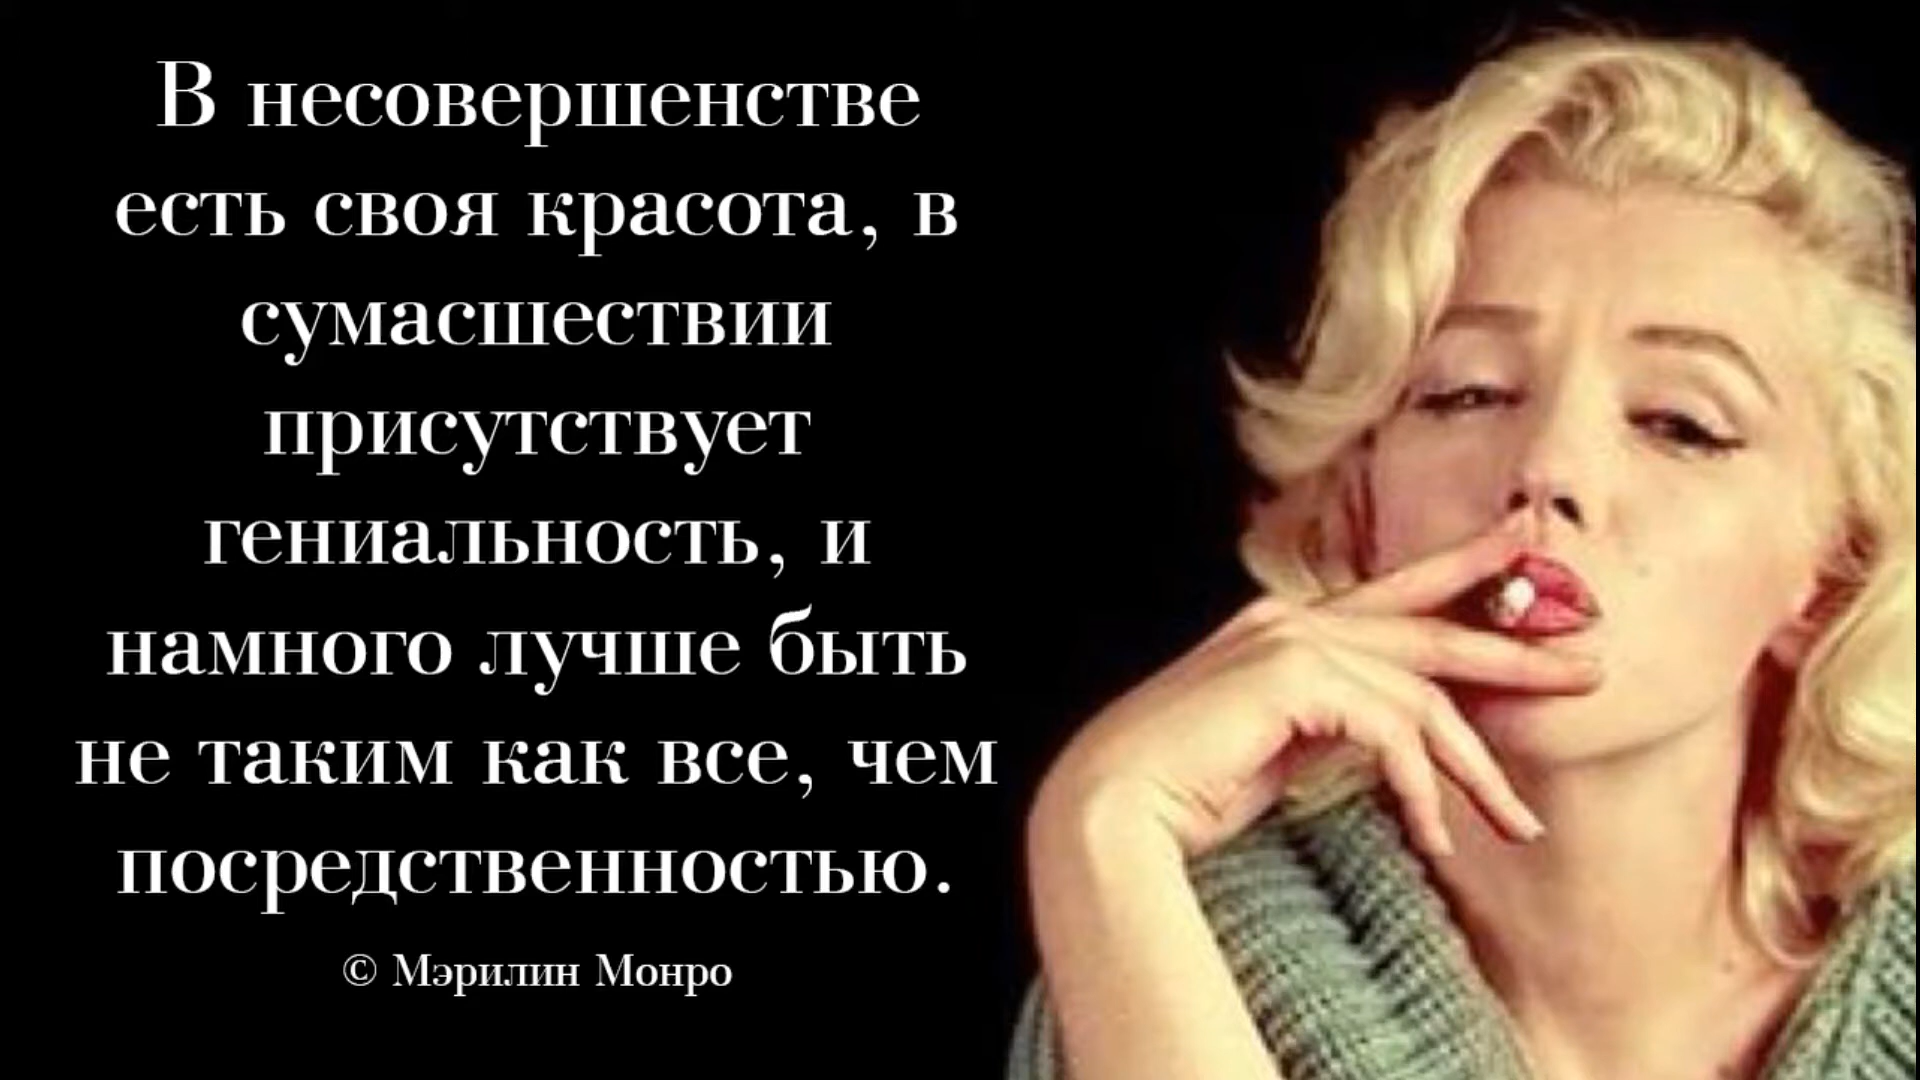 В несовершенстве
есть своя красота, в
сумасшествии
присутствует
гениальность, и
намного лучше быть
не таким как все, чем
посредственностью.
© Мэрилин Монро